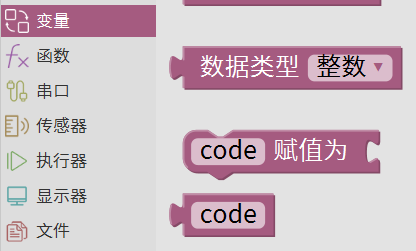 变量
函数
串口
传感器
执行器
显示器
文件
数据类型 整数
code 赋值为
code